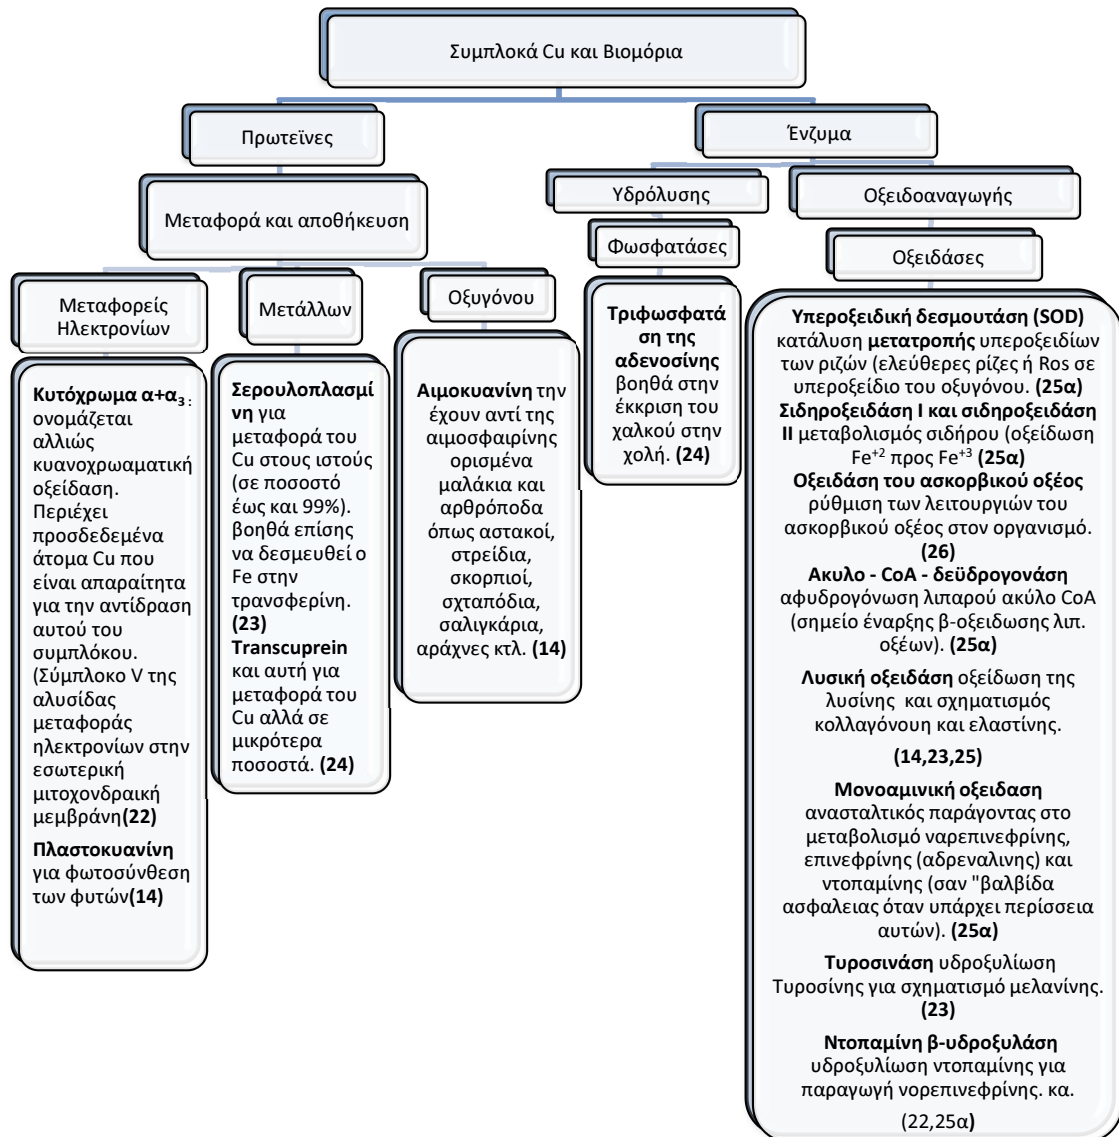 Συμπλοκά Cu και Βιομόρια
Πρωτεϊνες
Ένζυμα
Μεταφορά και αποθήκευση
Υδρόλυσης
Οξειδοαναγωγής
Φωσφατάσες
Οξειδάσες
Μεταφορείς
Ηλεκτρονίων
Μετάλλων
Οξυγόνου
Κυτόχρωμα α+α3 :
ονομάζεται
αλλιώς
κυανοχρωαματική
οξείδαση.
Περιέχει
προσδεδεμένα
άτομα Cu που
είναι απαραίτητα
για την αντίδραση
αυτού του
συμπλόκου.
(Σύμπλοκο V της
αλυσίδας
μεταφοράς
ηλεκτρονίων στην
εσωτερική
μιτοχονδραική
μεμβράνη(22)
Πλαστοκυανίνη
για φωτοσύνθεση
των φυτών(14)
Σερουλοπλασμί
νη για
μεταφορά του
Cu στους ιστούς
(σε ποσοστό
έως και 99%).
βοηθά επίσης
να δεσμευθεί ο
Fe στην
τρανσφερίνη.
(23)
Transcuprein
και αυτή για
μεταφορά του
Cu αλλά σε
μικρότερα
ποσοστά. (24)
Αιμοκυανίνη την
έχουν αντί της
αιμοσφαιρίνης
ορισμένα
μαλάκια και
αρθρόποδα
όπως αστακοί,
στρείδια,
σκορπιοί,
σχταπόδια,
σαλιγκάρια,
αράχνες κτλ. (14)
Τριφωσφατά
ση της
αδενοσίνης
βοηθά στην
έκκριση του
χαλκού στην
χολή. (24)
Υπεροξειδική δεσμουτάση (SOD)
κατάλυση μετατροπής υπεροξειδίων
των ριζών (ελεύθερες ρίζες ή Ros σε
υπεροξείδιο του οξυγόνου. (25α)
Σιδηροξειδάση Ι και σιδηροξειδάση
ΙΙ μεταβολισμός σιδήρου (οξείδωση
Fe+2 προς Fe+3 (25α)
Οξειδάση του ασκορβικού οξέος
ρύθμιση των λειτουργιών του
ασκορβικού οξέος στον οργανισμό.
(26)
Ακυλο - CoA - δεϋδρογονάση
αφυδρογόνωση λιπαρού ακύλο CoA
(σημείο έναρξης β-οξειδωσης λιπ.
οξέων). (25α)
Λυσική οξειδάση οξείδωση της
λυσίνης και σχηματισμός
κολλαγόνουη και ελαστίνης.
(14,23,25)
Μονοαμινική οξειδαση
ανασταλτικός παράγοντας στο
μεταβολισμό ναρεπινεφρίνης,
επινεφρίνης (αδρεναλινης) και
ντοπαμίνης (σαν "βαλβίδα
ασφαλειας όταν υπάρχει περίσσεια
αυτών). (25α)
Τυροσινάση υδροξυλίωση
Τυροσίνης για σχηματισμό μελανίνης.
(23)
Ντοπαμίνη β-υδροξυλάση
υδροξυλίωση ντοπαμίνης για
παραγωγή νορεπινεφρίνης. κα.
(22,25α)